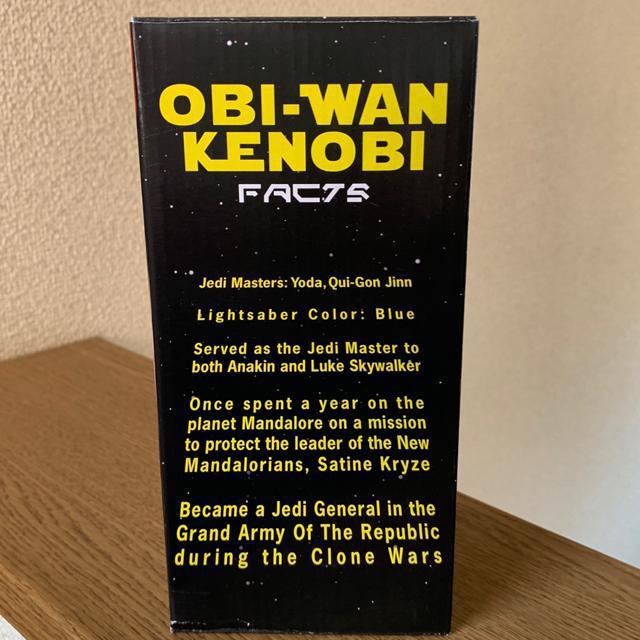 OBI-WAN
KENOBI
FACTS
Jedi Masters: Yoda, Qui-Gon Jinn
Lightsaber Color: Blue
Served as the Jedi Master to
both Anakin and Luke Skywalker
Once spent a year on the
planet Mandalore on a mission
to protect the leader of the New
Mandalorians, Satine Kryze
Became a Jedi General in the
Grand Army Of The Republic
during the Clone Wars